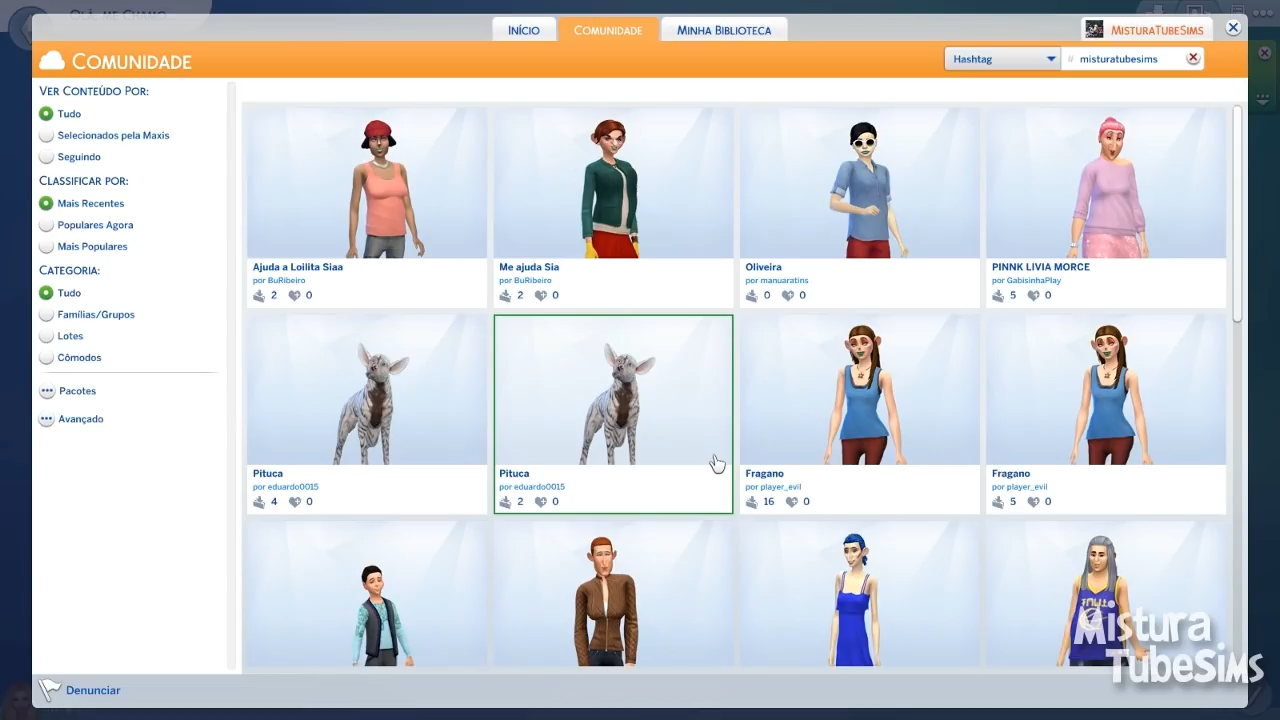 OLÁ, ME CHAMO...
INÍCIO
COMUNIDADE
MINHA BIBLIOTECA
MISTURATUBESIMS
COMUNIDADE
Hashtag
# misturatubesims
VER CONTEÚDO POR:
Tudo
Selecionados pela Maxis
Seguindo
CLASSIFICAR POR:
Mais Recentes
Populares Agora
Mais Populares
CATEGORIA:
Tudo
Famílias/Grupos
Lotes
Cômodos
Pacotes
Avançado
Ajuda a Loilita Siaa
por BuRibeiro
2 0
Me ajuda Sia
por BuRibeiro
2 0
Oliveira
por manuaratins
0 0
PINNK LIVIA MORCE
por GabisinhaPlay
5 0
Pituca
por eduardo0015
4 0
Pituca
por eduardo0015
2 0
Fragano
por player_evil
16 0
Fragano
por player_evil
5 0
Denunciar
Mistura
TubeSims